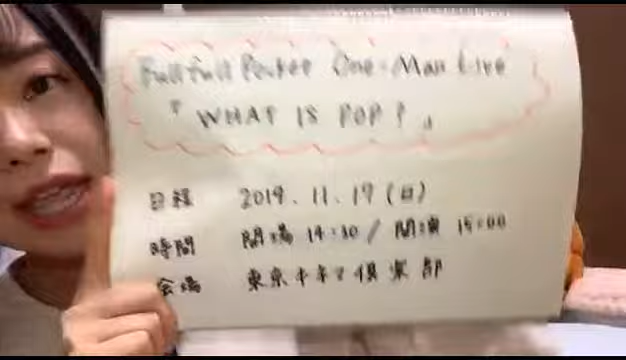 Fullfull Pocket One-Man Live
『WHAT IS POP?』
日程 2019.11.17(日)
時間 開場 14:30 / 開演 15:00
会場 東京キネマ倶楽部